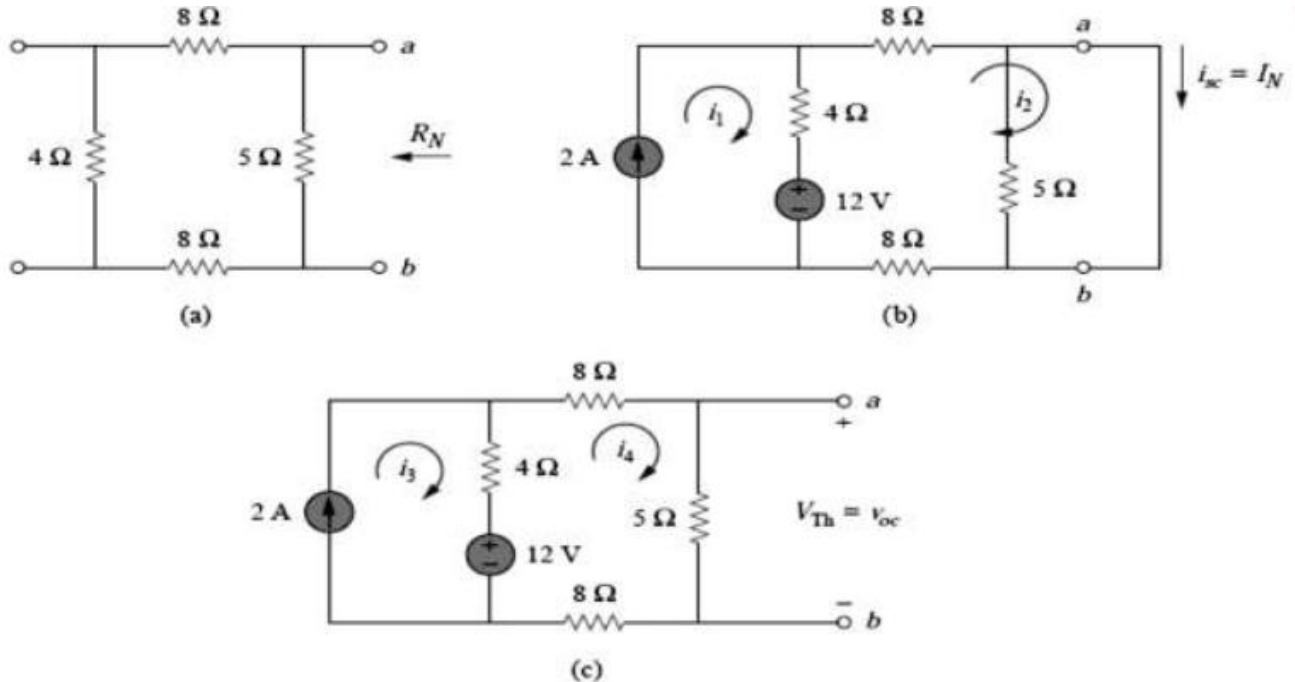 8 Ω
a
4 Ω
5 Ω
R_N
8 Ω
b
(a)
8 Ω
a
i_1
4 Ω
i_2
i_sc = I_N
2 A
12 V
5 Ω
8 Ω
b
(b)
8 Ω
a
+
i_3
4 Ω
i_4
2 A
5 Ω
V_Th = v_oc
12 V
8 Ω
−
b
(c)